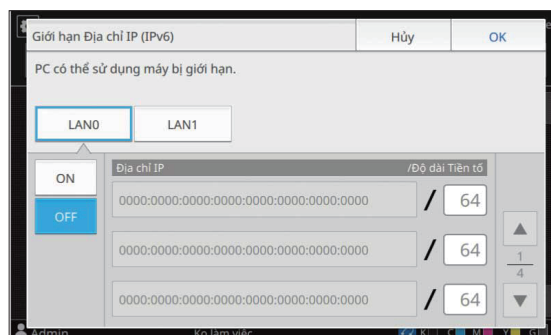 Giới hạn Địa chỉ IP (IPv6) Hủy OK
PC có thể sử dụng máy bị giới hạn.
LAN0 LAN1
Địa chỉ IP /Độ dài Tiền tố
ON
0000:0000:0000:0000:0000:0000:0000:0000 / 64
OFF
0000:0000:0000:0000:0000:0000:0000:0000 / 64
1
4
0000:0000:0000:0000:0000:0000:0000:0000 / 64
Admin Ko làm việc K C M Y G